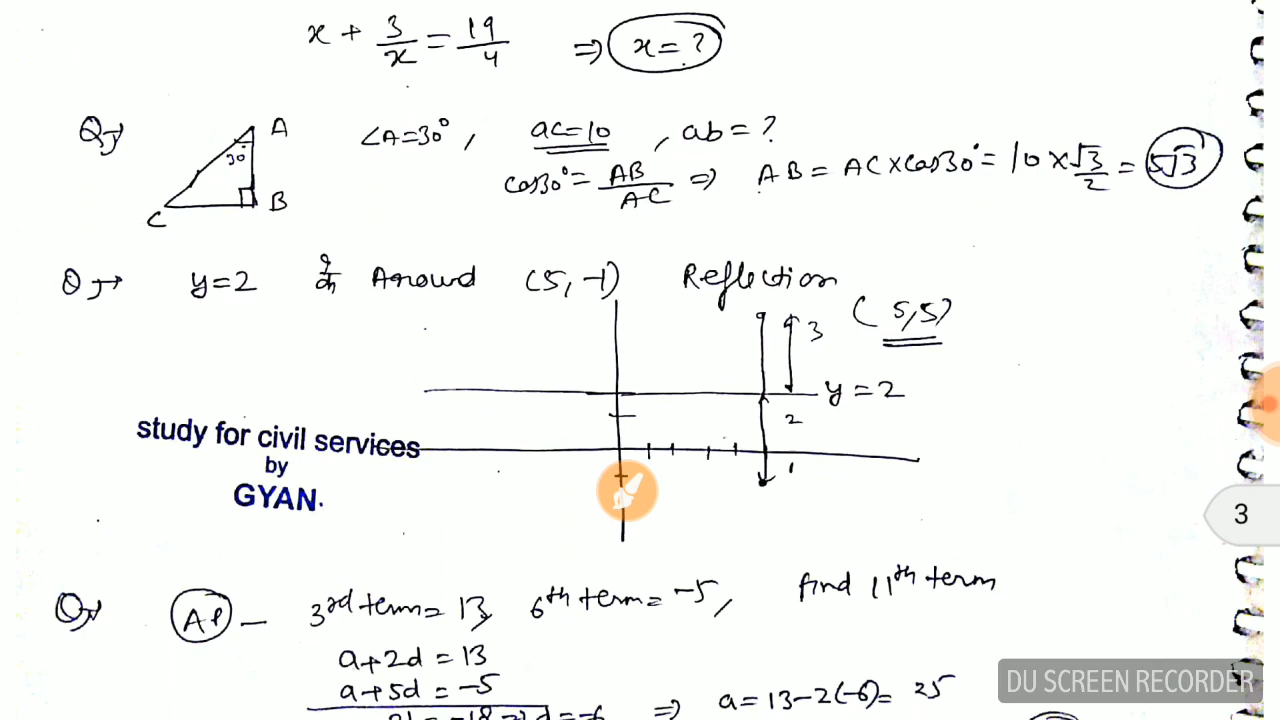 x + 3/x = 19/4 ⇒ x = ?
Q→ A 30° B C ∠A=30°, ac=10, ab=?
cos30° = AB/AC ⇒ AB = AC×cos30° = 10 × √3/2 = 5√3
Q→ y=2 Around (5, -1) Reflection
3 (5,5)
y=2
2
1
study for civil services
by
GYAN.
3
Q→ AP — 3rd term = 13, 6th term = -5, find 11th term
a+2d = 13
a+5d = -5
⇒ a = 13-2(-6) = 25
DU SCREEN RECORDER